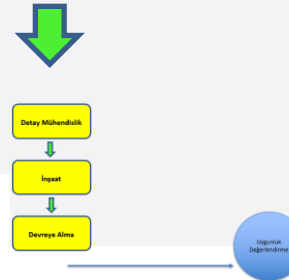 Detay Mühendislik
İnşaat
Devreye Alma
Uygunluk
Değerlendirme